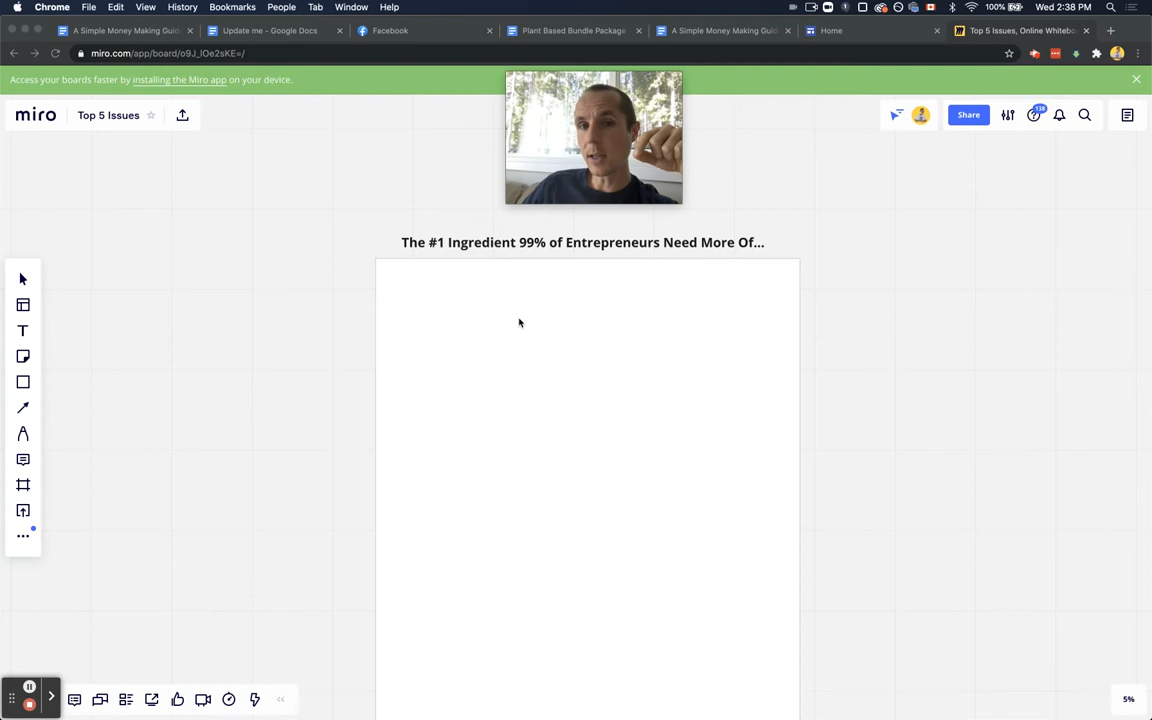 Chrome File Edit View History Bookmarks People Tab Window Help 100% Wed 2:38 PM
A Simple Money Making Guid Update me - Google Docs Facebook Plant Based Bundle Package A Simple Money Making Guid Home Top 5 Issues, Online Whitebo
miro.com/app/board/o9J_lOe2sKE=/
Access your boards faster by installing the Miro app on your device.
miro Top 5 Issues Share 138
The #1 Ingredient 99% of Entrepreneurs Need More Of...
5%